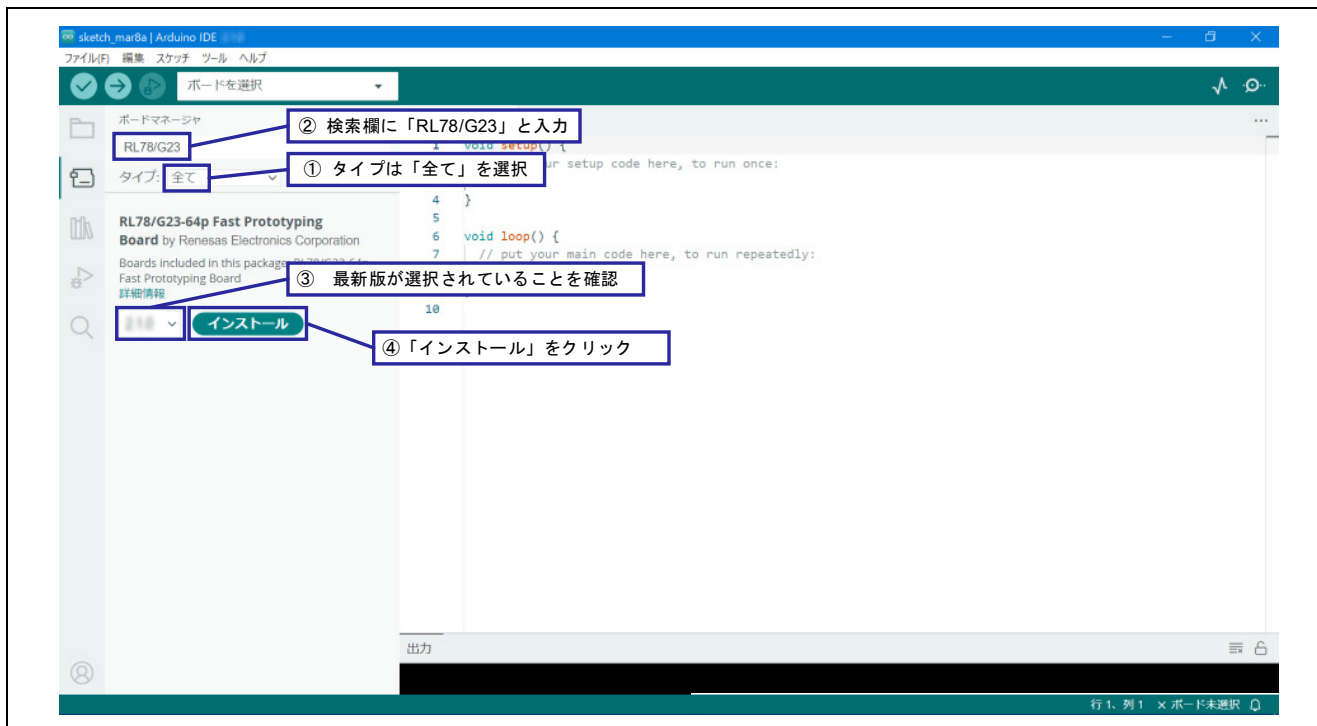 sketch_mar8a | Arduino IDE
ファイル(F) 編集 スケッチ ツール ヘルプ
ボードを選択
ボードマネージャ
② 検索欄に「RL78/G23」と入力
RL78/G23
1 void setup() {
タイプ: 全て
① タイプは「全て」を選択
ur setup code here, to run once:
4 }
5
RL78/G23-64p Fast Prototyping
Board by Renesas Electronics Corporation
6 void loop() {
7 // put your main code here, to run repeatedly:
Boards included in this package:
Fast Prototyping Board
③ 最新版が選択されていることを確認
詳細情報
10
インストール
④「インストール」をクリック
出力
行 1、列 1 × ボード未選択